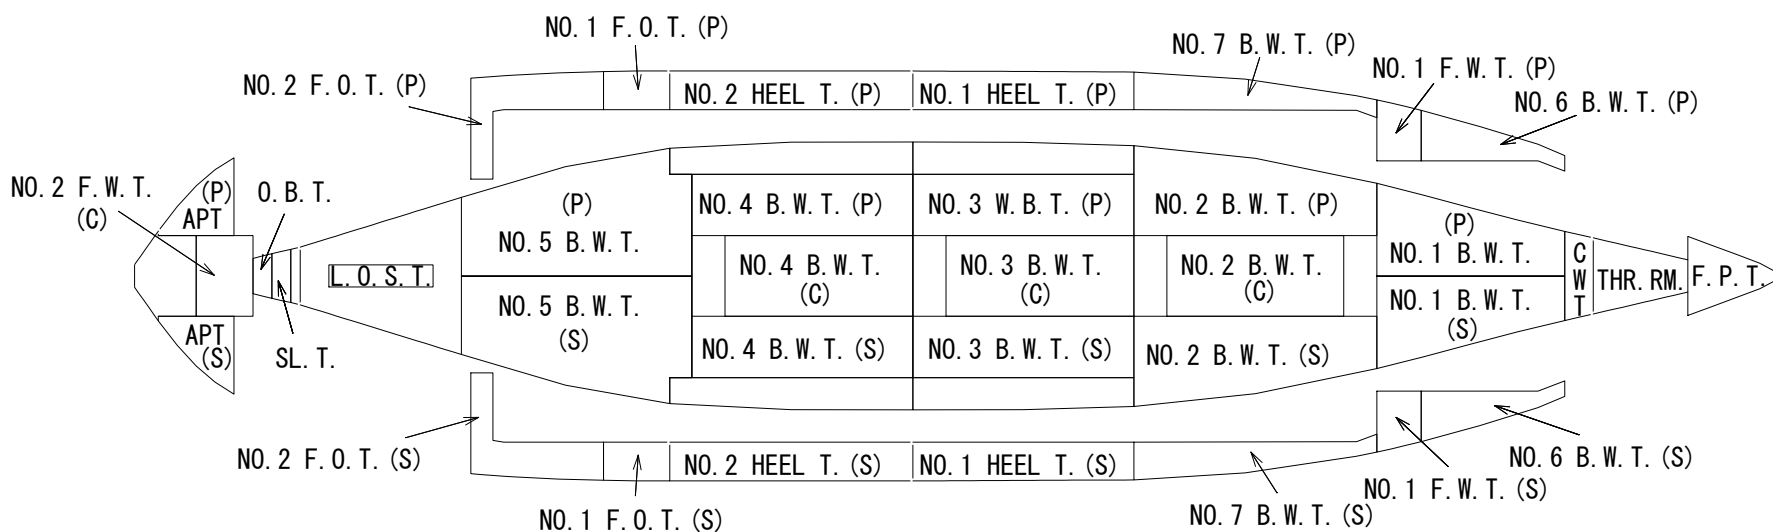 NO.1 F.O.T.(P)
NO.7 B.W.T.(P)
NO.2 F.O.T.(P)
NO.2 HEEL T.(P)
NO.1 HEEL T.(P)
NO.1 F.W.T.(P)
NO.6 B.W.T.(P)
NO.2 F.W.T.
(C)
(P)
APT
O.B.T.
(P)
NO.5 B.W.T.
NO.4 B.W.T.(P)
NO.3 W.B.T.(P)
NO.2 B.W.T.(P)
(P)
NO.1 B.W.T.
L.O.S.T.
NO.4 B.W.T.
(C)
NO.3 B.W.T.
(C)
NO.2 B.W.T.
(C)
C
W
T
THR.RM.
F.P.T.
NO.5 B.W.T.
(S)
NO.1 B.W.T.
(S)
APT
(S)
SL.T.
NO.4 B.W.T.(S)
NO.3 B.W.T.(S)
NO.2 B.W.T.(S)
NO.2 F.O.T.(S)
NO.2 HEEL T.(S)
NO.1 HEEL T.(S)
NO.6 B.W.T.(S)
NO.1 F.W.T.(S)
NO.1 F.O.T.(S)
NO.7 B.W.T.(S)